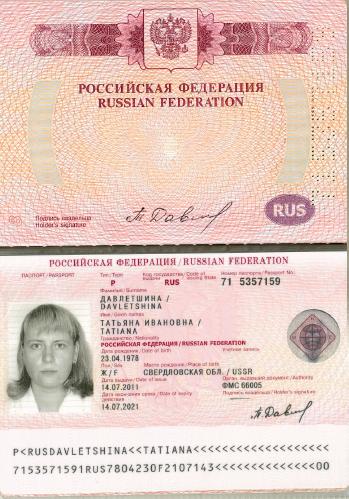 РОССИЙСКАЯ ФЕДЕРАЦИЯ
RUSSIAN FEDERATION
Подпись владельца
Holder's signature
RUS
РОССИЙСКАЯ ФЕДЕРАЦИЯ / RUSSIAN FEDERATION
ПАСПОРТ / PASSPORT Тип / Type Код государства / Code of issuing State Номер паспорта / Passport No.
P RUS 71 5357159
Фамилия / Surname
ДАВЛЕТШИНА /
DAVLETSHINA
Имя / Given names
ТАТЬЯНА ИВАНОВНА /
TATIANA
Гражданство / Nationality
РОССИЙСКАЯ ФЕДЕРАЦИЯ / RUSSIAN FEDERATION
Дата рождения / Date of birth Учетная запись
23.04.1978
Пол / Sex Место рождения / Place of birth
Ж / F СВЕРДЛОВСКАЯ ОБЛ. / USSR
Дата выдачи / Date of issue Орган, выдавший документ / Authority
14.07.2011 ФМС 66005
Дата окончания срока / Date of expiry действия Подпись владельца / Holder's signature
14.07.2021
P<RUSDAVLETSHINA<<TATIANA<<<<<<<<<<<<<<<<<<<
7153571591RUS7804230F2107143<<<<<<<<<<<<<<00